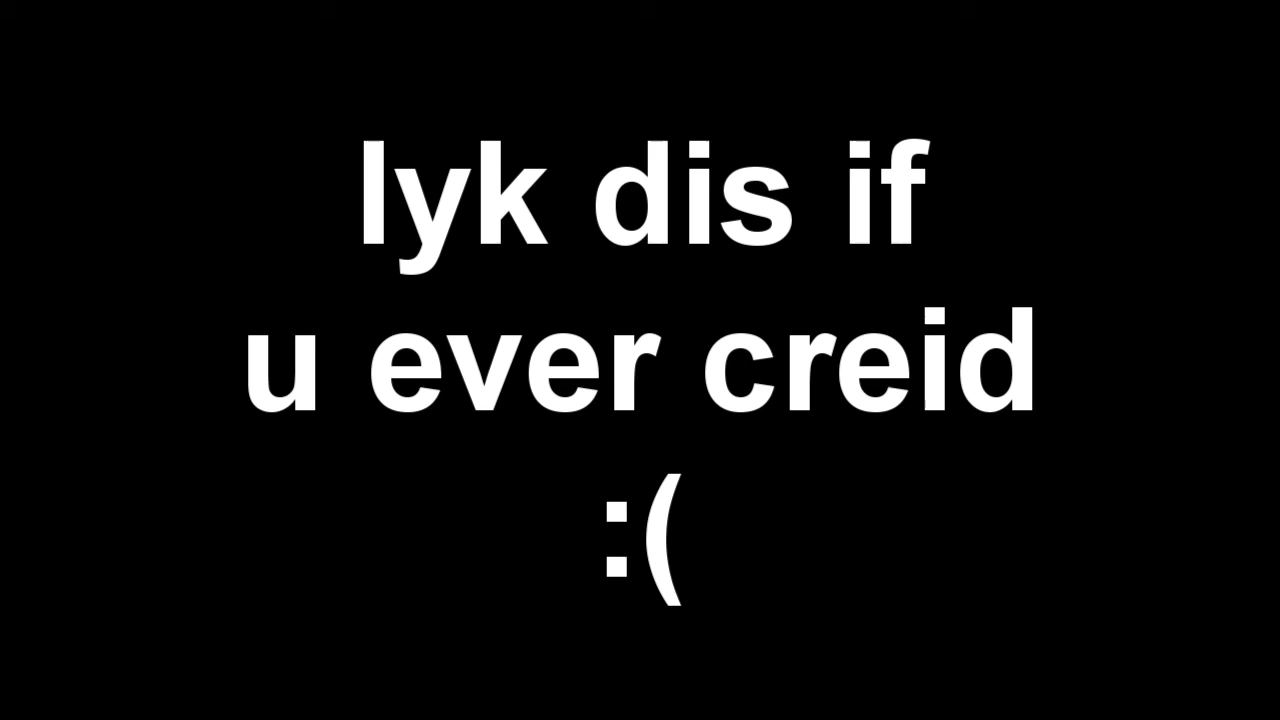 lyk dis if
u ever creid
:(